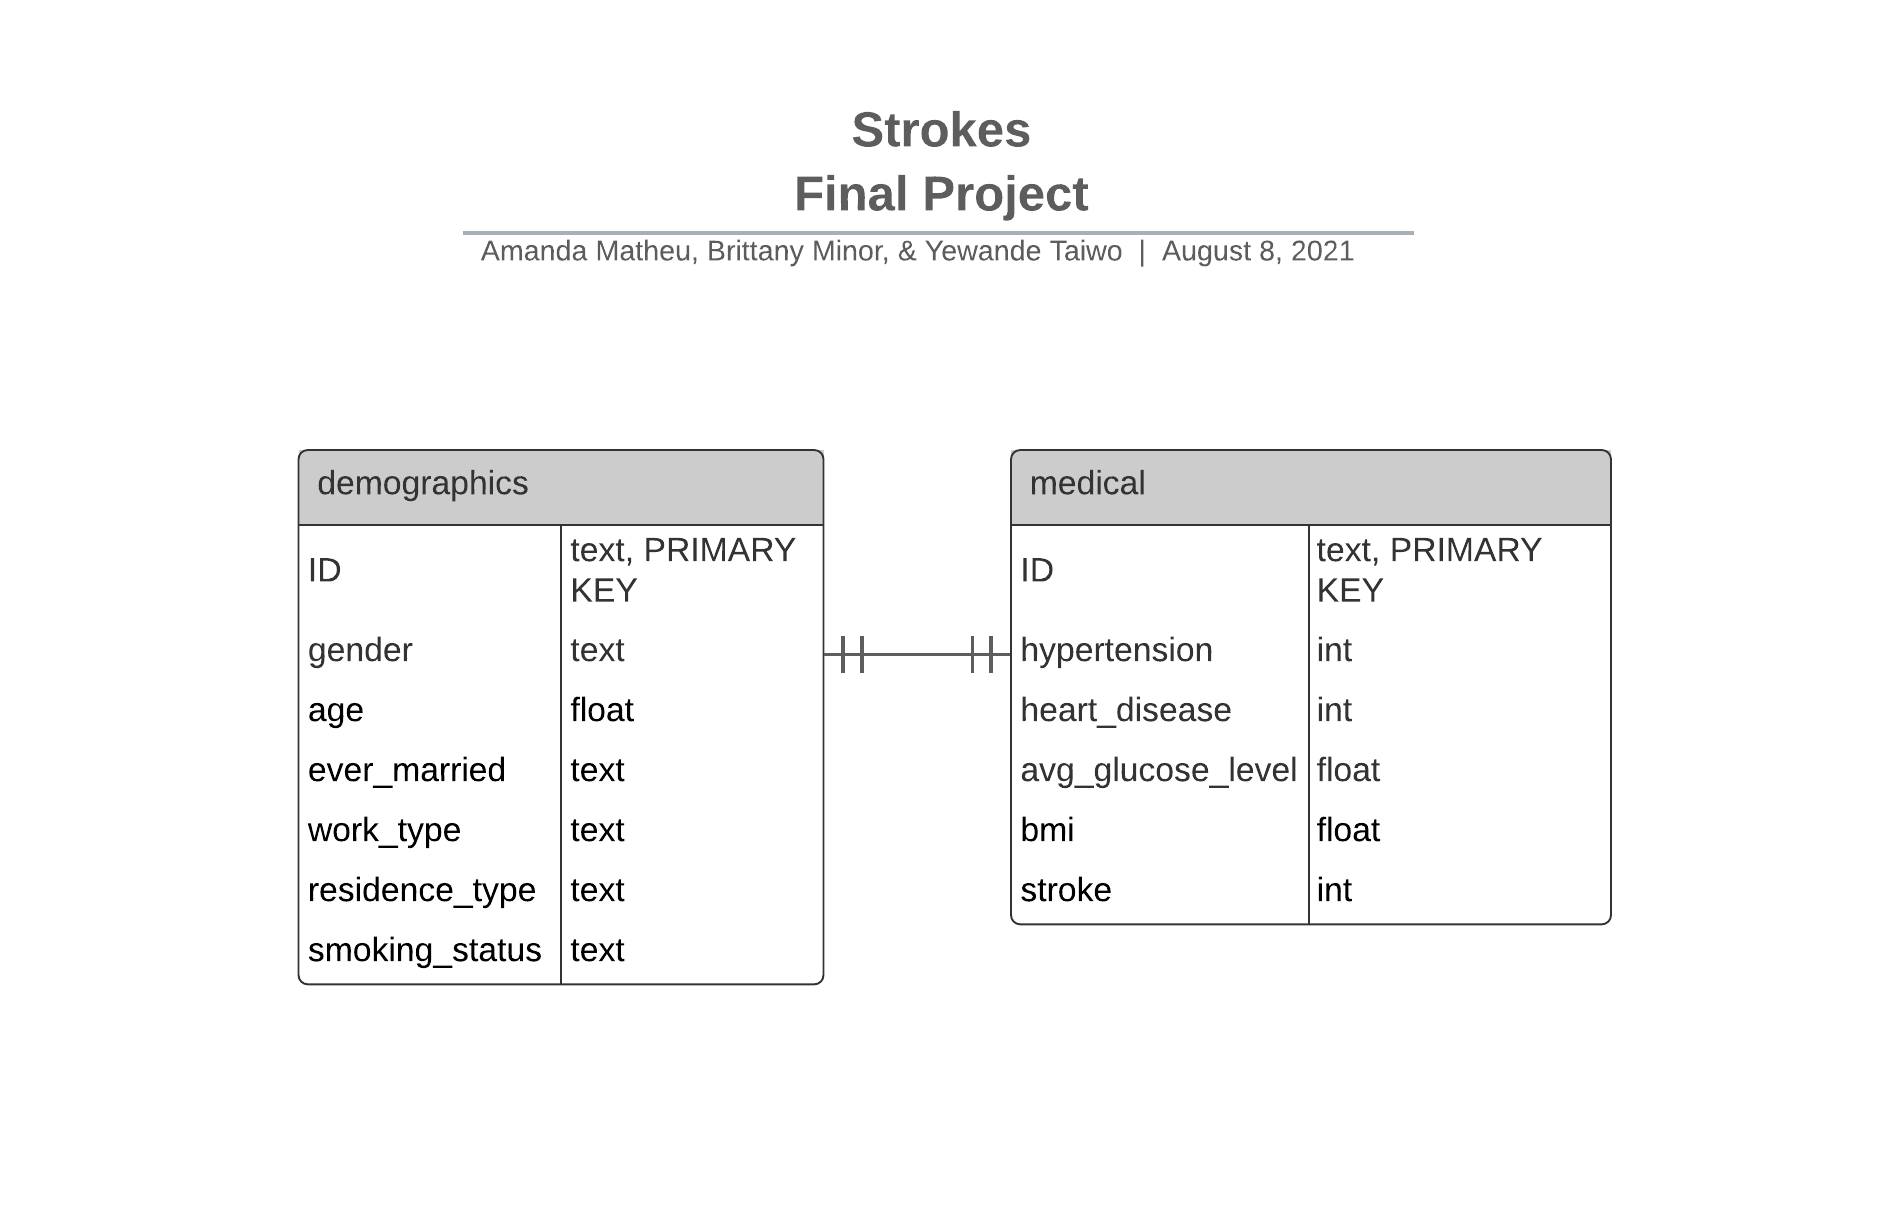 Strokes
Final Project
Amanda Matheu, Brittany Minor, & Yewande Taiwo | August 8, 2021
demographics
ID text, PRIMARY
KEY
gender text
age float
ever_married text
work_type text
residence_type text
smoking_status text
medical
ID text, PRIMARY
KEY
hypertension int
heart_disease int
avg_glucose_level float
bmi float
stroke int